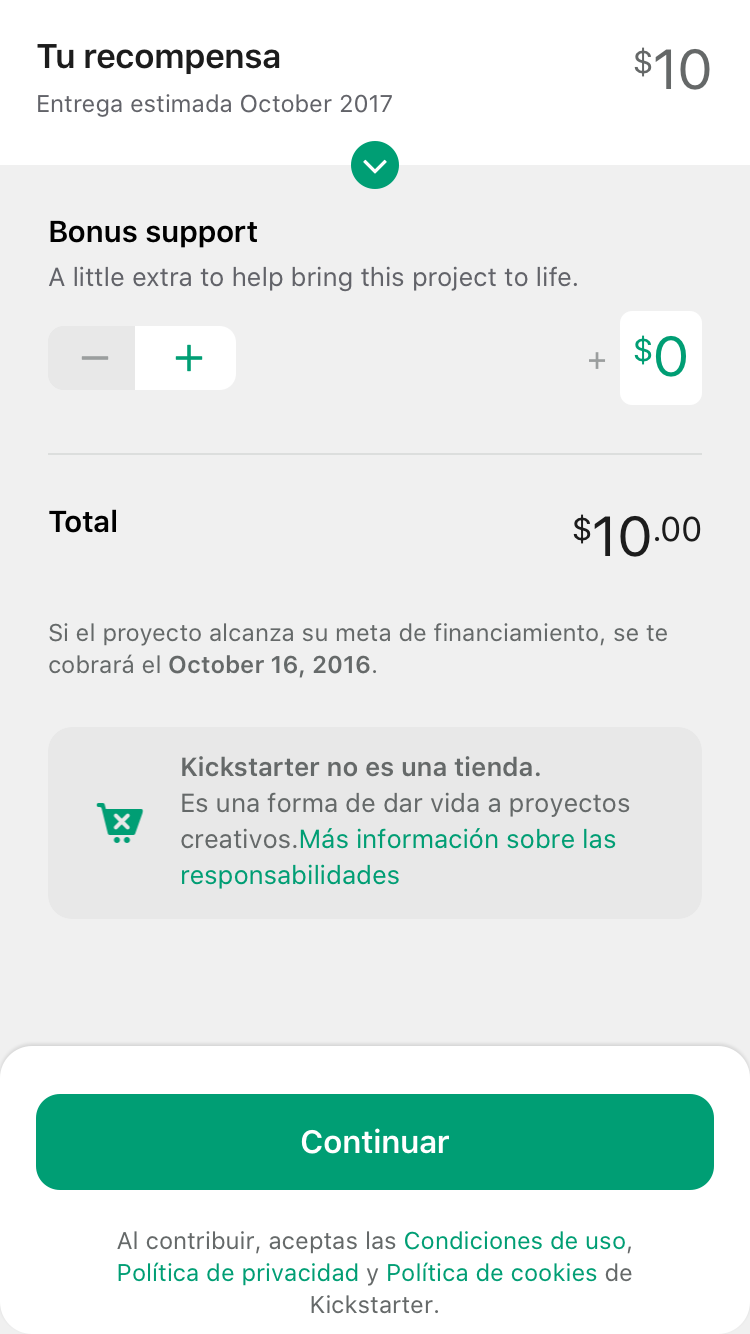 Tu recompensa
$10
Entrega estimada October 2017
Bonus support
A little extra to help bring this project to life.
− +
+ $0
Total
$10.00
Si el proyecto alcanza su meta de financiamiento, se te
cobrará el October 16, 2016.
Kickstarter no es una tienda.
Es una forma de dar vida a proyectos
creativos.Más información sobre las
responsabilidades
Continuar
Al contribuir, aceptas las Condiciones de uso,
Política de privacidad y Política de cookies de
Kickstarter.